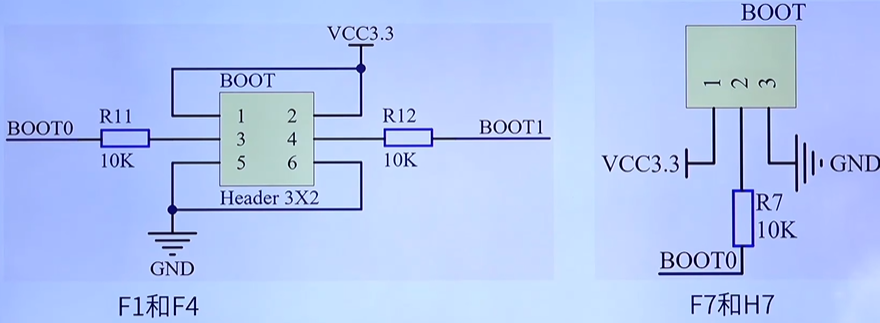 VCC3.3
BOOT
BOOT0
R11
10K
1 2
3 4
5 6
R12
10K
BOOT1
Header 3X2
GND
F1和F4
BOOT
1 2 3
VCC3.3
GND
R7
10K
BOOT0
F7和H7